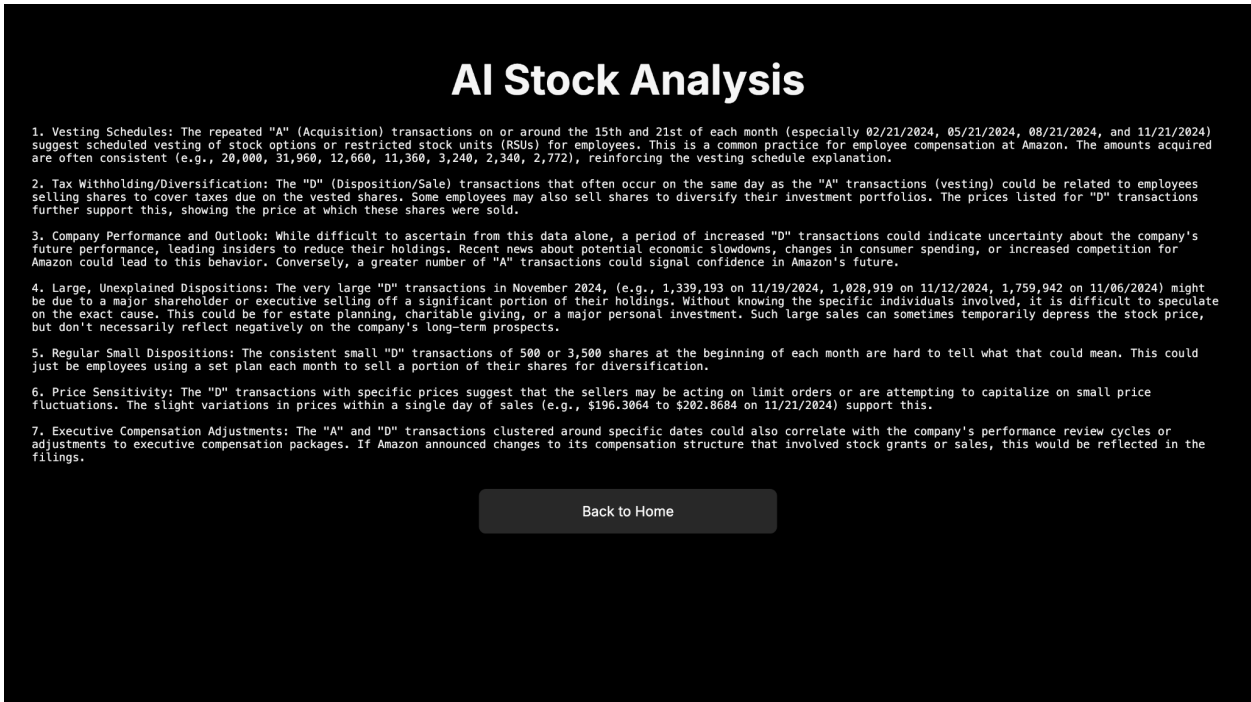 AI Stock Analysis
1. Vesting Schedules: The repeated "A" (Acquisition) transactions on or around the 15th and 21st of each month (especially 02/21/2024, 05/21/2024, 08/21/2024, and 11/21/2024)
suggest scheduled vesting of stock options or restricted stock units (RSUs) for employees. This is a common practice for employee compensation at Amazon. The amounts acquired
are often consistent (e.g., 20,000, 31,960, 12,660, 11,360, 3,240, 2,340, 2,772), reinforcing the vesting schedule explanation.
2. Tax Withholding/Diversification: The "D" (Disposition/Sale) transactions that often occur on the same day as the "A" transactions (vesting) could be related to employees
selling shares to cover taxes due on the vested shares. Some employees may also sell shares to diversify their investment portfolios. The prices listed for "D" transactions
further support this, showing the price at which these shares were sold.
3. Company Performance and Outlook: While difficult to ascertain from this data alone, a period of increased "D" transactions could indicate uncertainty about the company's
future performance, leading insiders to reduce their holdings. Recent news about potential economic slowdowns, changes in consumer spending, or increased competition for
Amazon could lead to this behavior. Conversely, a greater number of "A" transactions could signal confidence in Amazon's future.
4. Large, Unexplained Dispositions: The very large "D" transactions in November 2024, (e.g., 1,339,193 on 11/19/2024, 1,028,919 on 11/12/2024, 1,759,942 on 11/06/2024) might
be due to a major shareholder or executive selling off a significant portion of their holdings. Without knowing the specific individuals involved, it is difficult to speculate
on the exact cause. This could be for estate planning, charitable giving, or a major personal investment. Such large sales can sometimes temporarily depress the stock price,
but don't necessarily reflect negatively on the company's long-term prospects.
5. Regular Small Dispositions: The consistent small "D" transactions of 500 or 3,500 shares at the beginning of each month are hard to tell what that could mean. This could
just be employees using a set plan each month to sell a portion of their shares for diversification.
6. Price Sensitivity: The "D" transactions with specific prices suggest that the sellers may be acting on limit orders or are attempting to capitalize on small price
fluctuations. The slight variations in prices within a single day of sales (e.g., $196.3064 to $202.8684 on 11/21/2024) support this.
7. Executive Compensation Adjustments: The "A" and "D" transactions clustered around specific dates could also correlate with the company's performance review cycles or
adjustments to executive compensation packages. If Amazon announced changes to its compensation structure that involved stock grants or sales, this would be reflected in the
filings.
Back to Home